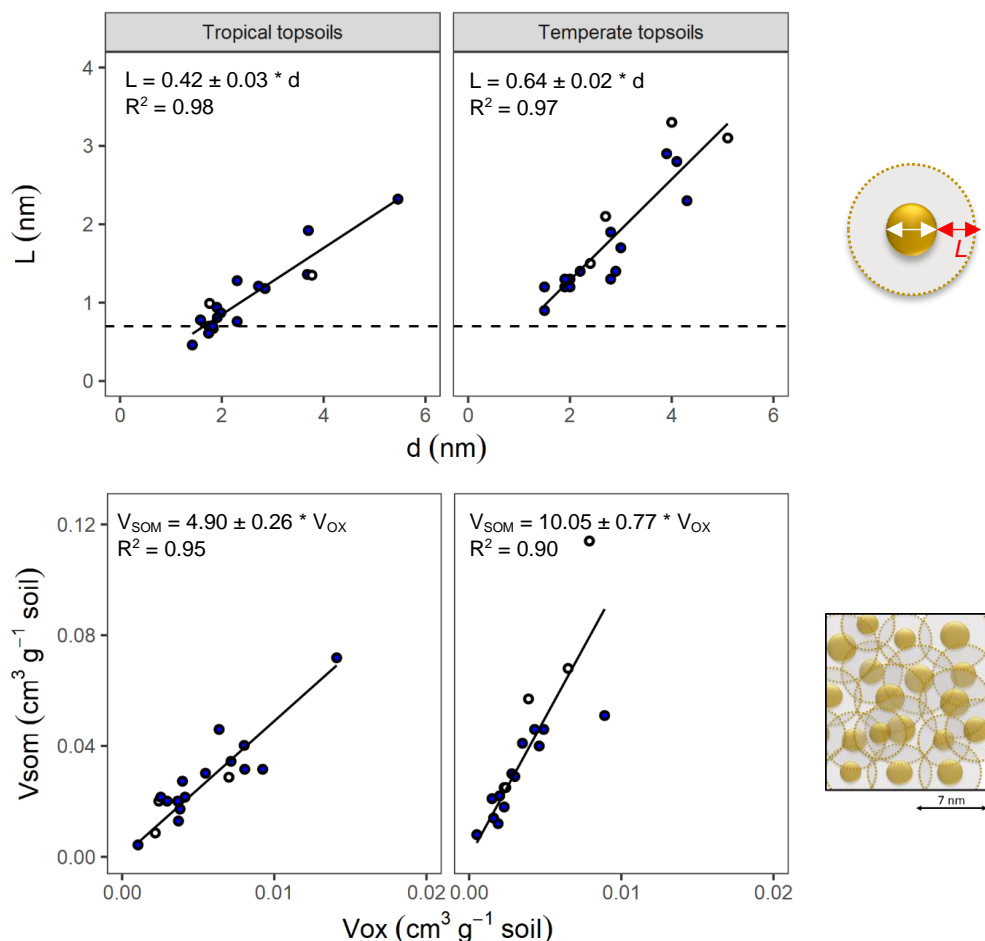 Tropical topsoils
Temperate topsoils
L = 0.42 ± 0.03 * d
R² = 0.98
L = 0.64 ± 0.02 * d
R² = 0.97
4
3
2
1
0
L (nm)
0 2 4 6
0 2 4 6
d (nm)
L
V_SOM = 4.90 ± 0.26 * V_OX
R² = 0.95
V_SOM = 10.05 ± 0.77 * V_OX
R² = 0.90
0.12
0.08
0.04
0.00
Vsom (cm³ g⁻¹ soil)
0.00 0.01 0.02
0.00 0.01 0.02
Vox (cm³ g⁻¹ soil)
7 nm